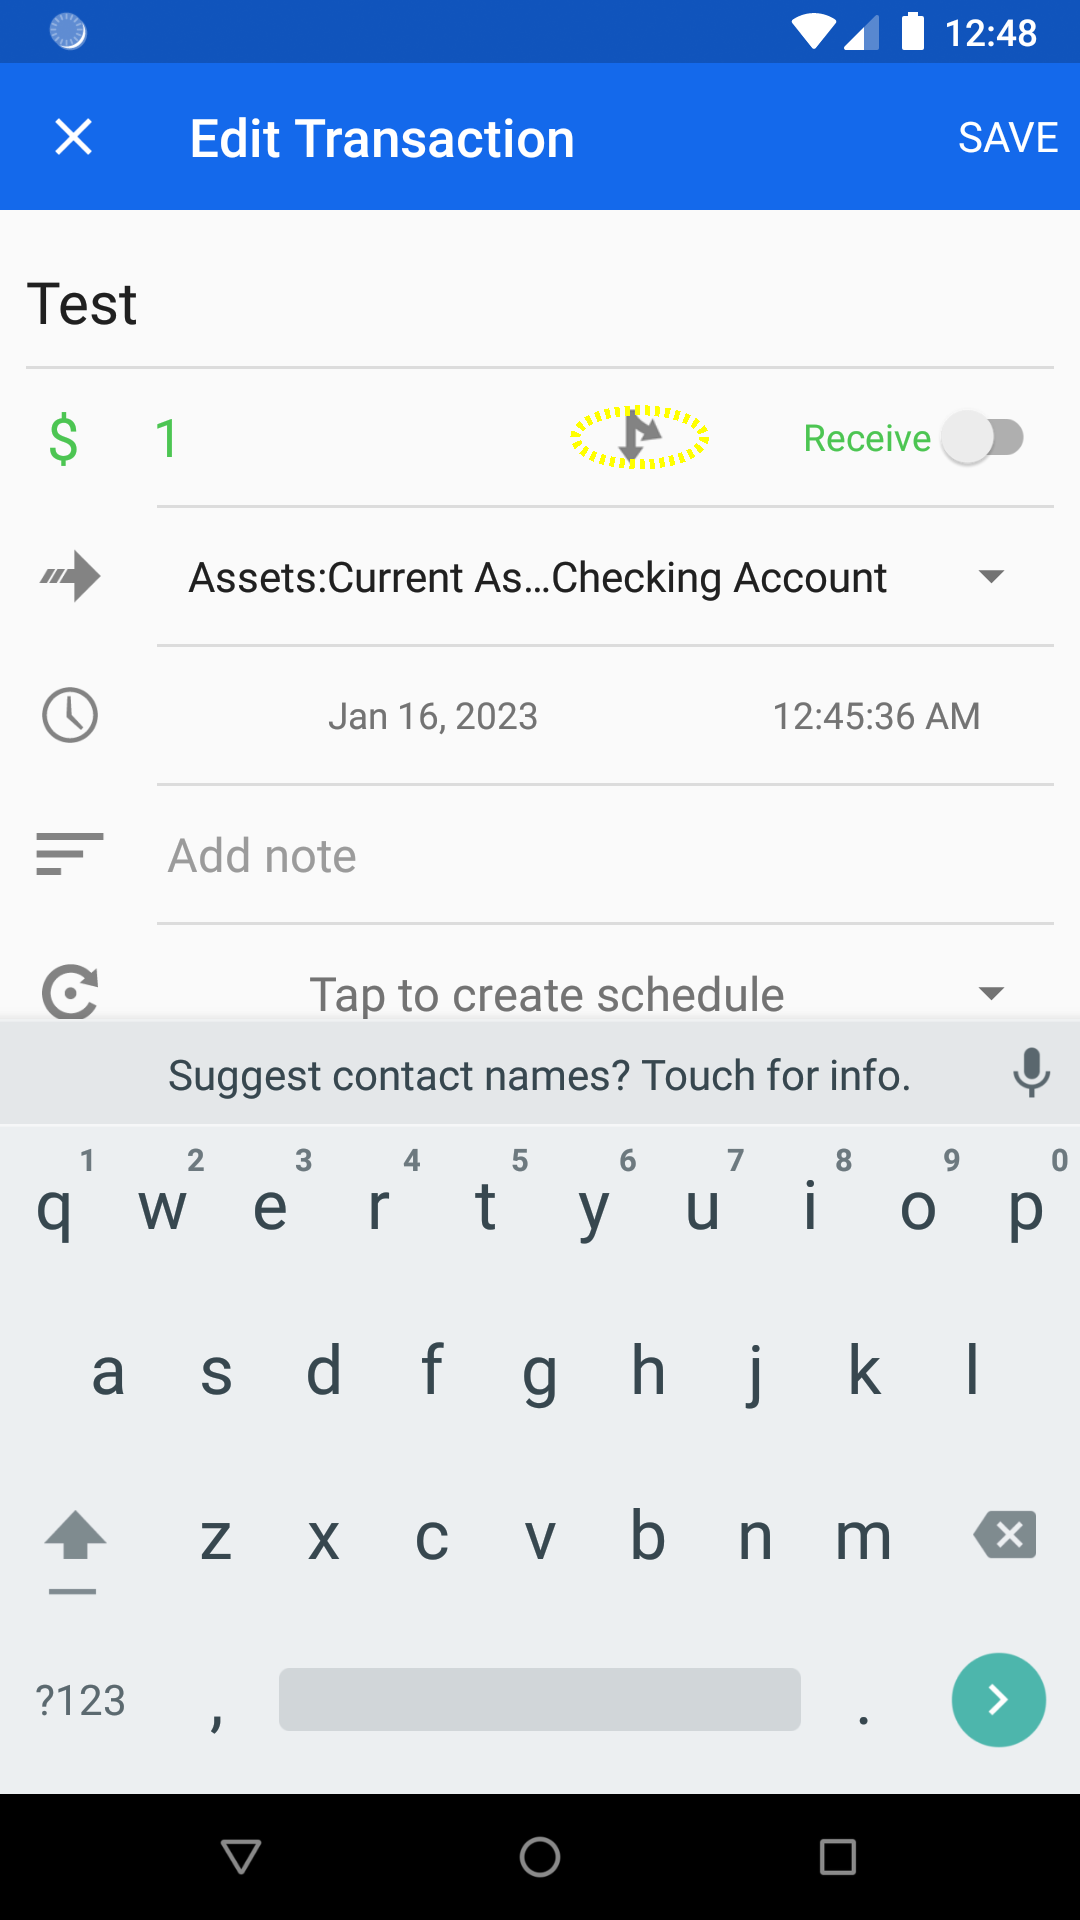 12:48
Edit Transaction SAVE
Test
$ 1 Receive
Assets:Current As...Checking Account
Jan 16, 2023 12:45:36 AM
Add note
Tap to create schedule
Suggest contact names? Touch for info.
1 2 3 4 5 6 7 8 9 0
q w e r t y u i o p
a s d f g h j k l
z x c v b n m
?123 , .